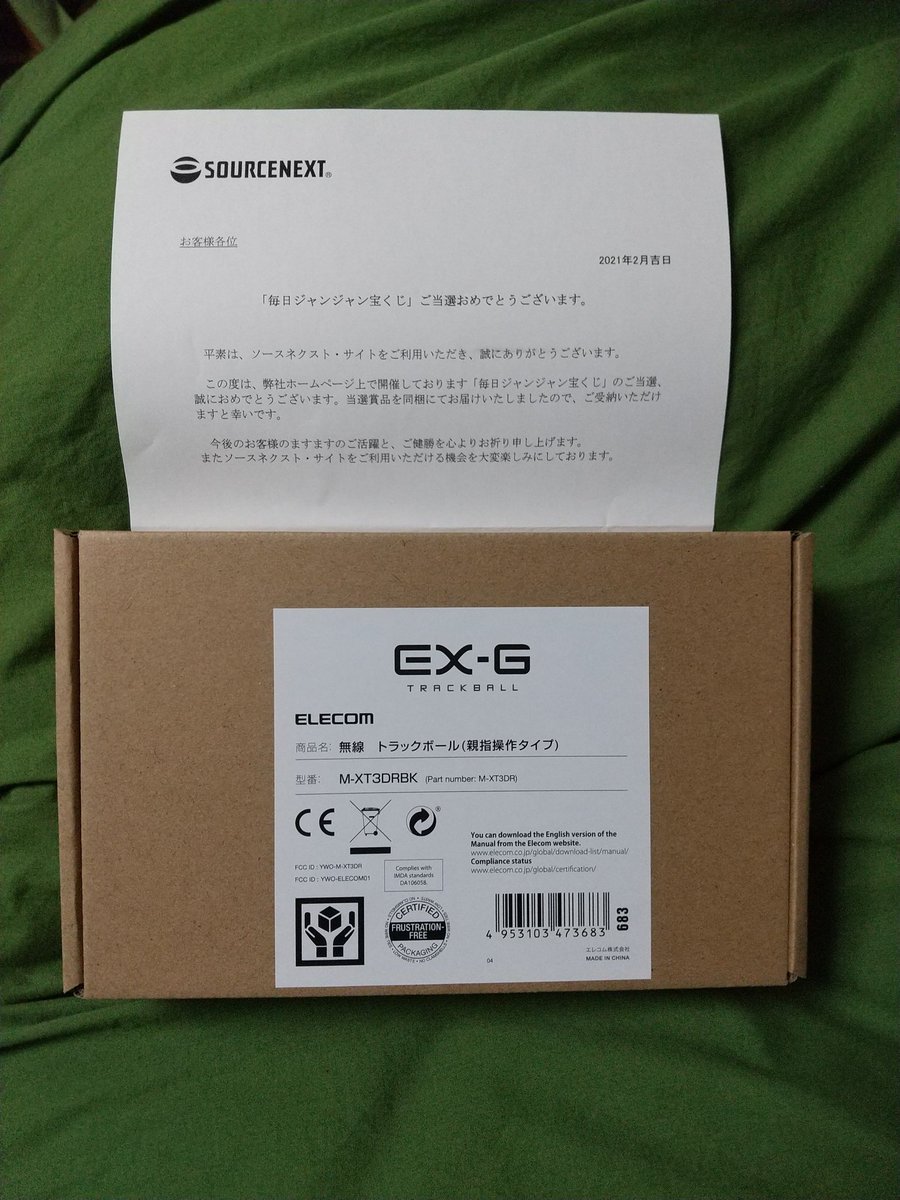 SOURCENEXT®
お客様各位
2021年2月吉日
「毎日ジャンジャン宝くじ」ご当選おめでとうございます。
平素は、ソースネクスト・サイトをご利用いただき、誠にありがとうございます。
この度は、弊社ホームページ上で開催しております「毎日ジャンジャン宝くじ」のご当選、
誠におめでとうございます。当選賞品を同梱にてお届けいたしましたので、ご受納いただけ
ますと幸いです。
今後のお客様のますますのご活躍と、ご健勝を心よりお祈り申し上げます。
またソースネクスト・サイトをご利用いただける機会を大変楽しみにしております。
EX-G
TRACKBALL
ELECOM
商品名: 無線 トラックボール(親指操作タイプ)
型番: M-XT3DRBK (Part number: M-XT3DR)
CE
®
You can download the English version of the
Manual from the Elecom website.
www.elecom.co.jp/global/download-list/manual/
Compliance status
www.elecom.co.jp/global/certification/
FCC ID : YWO-M-XT3DR
FCC ID : YWO-ELECOM01
Complies with
IMDA standards
DA106058.
CERTIFIED
FRUSTRATION-
FREE
PACKAGING
4 953103 473683
683
04
エレコム株式会社
MADE IN CHINA